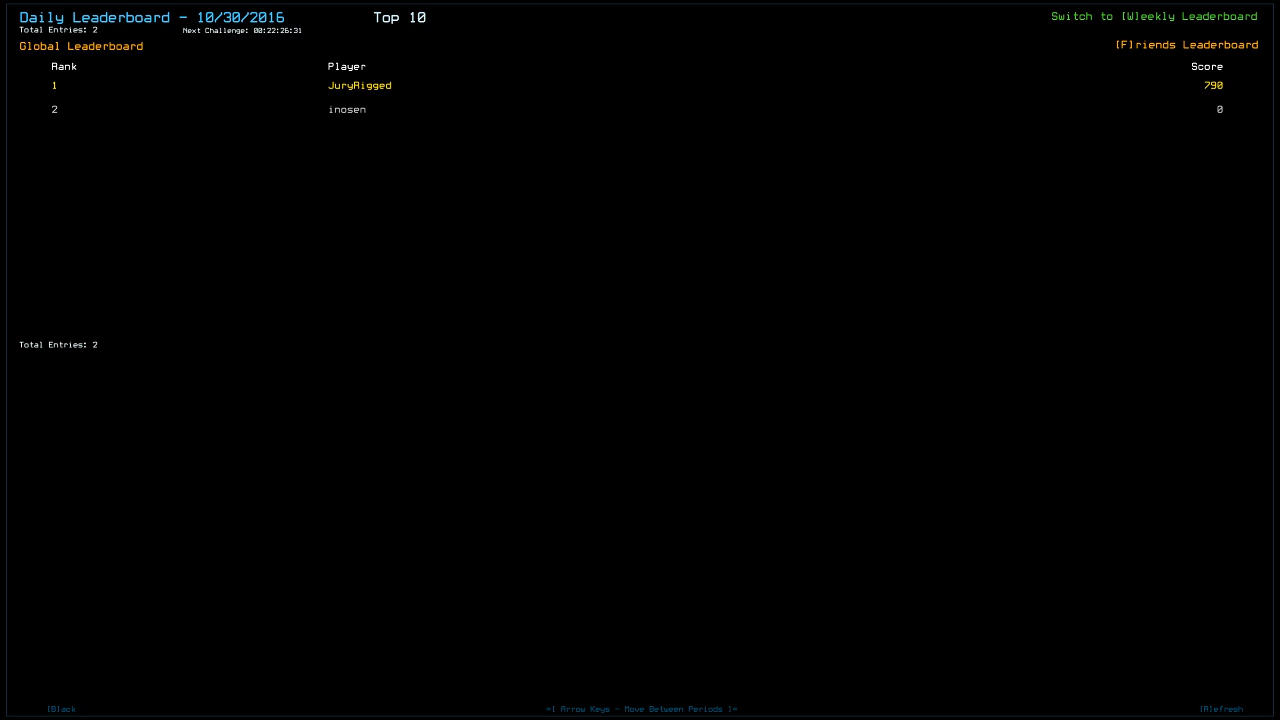 Daily Leaderboard - 10/30/2016 Top 10 Switch to [W]eekly Leaderboard
Total Entries: 2 Next Challenge: 00:22:26:31
Global Leaderboard [F]riends Leaderboard
Rank Player Score
1 JuryRigged 790
2 inosen 0
Total Entries: 2
[B]ack =[ Arrow Keys - Move Between Periods ]= [R]efresh